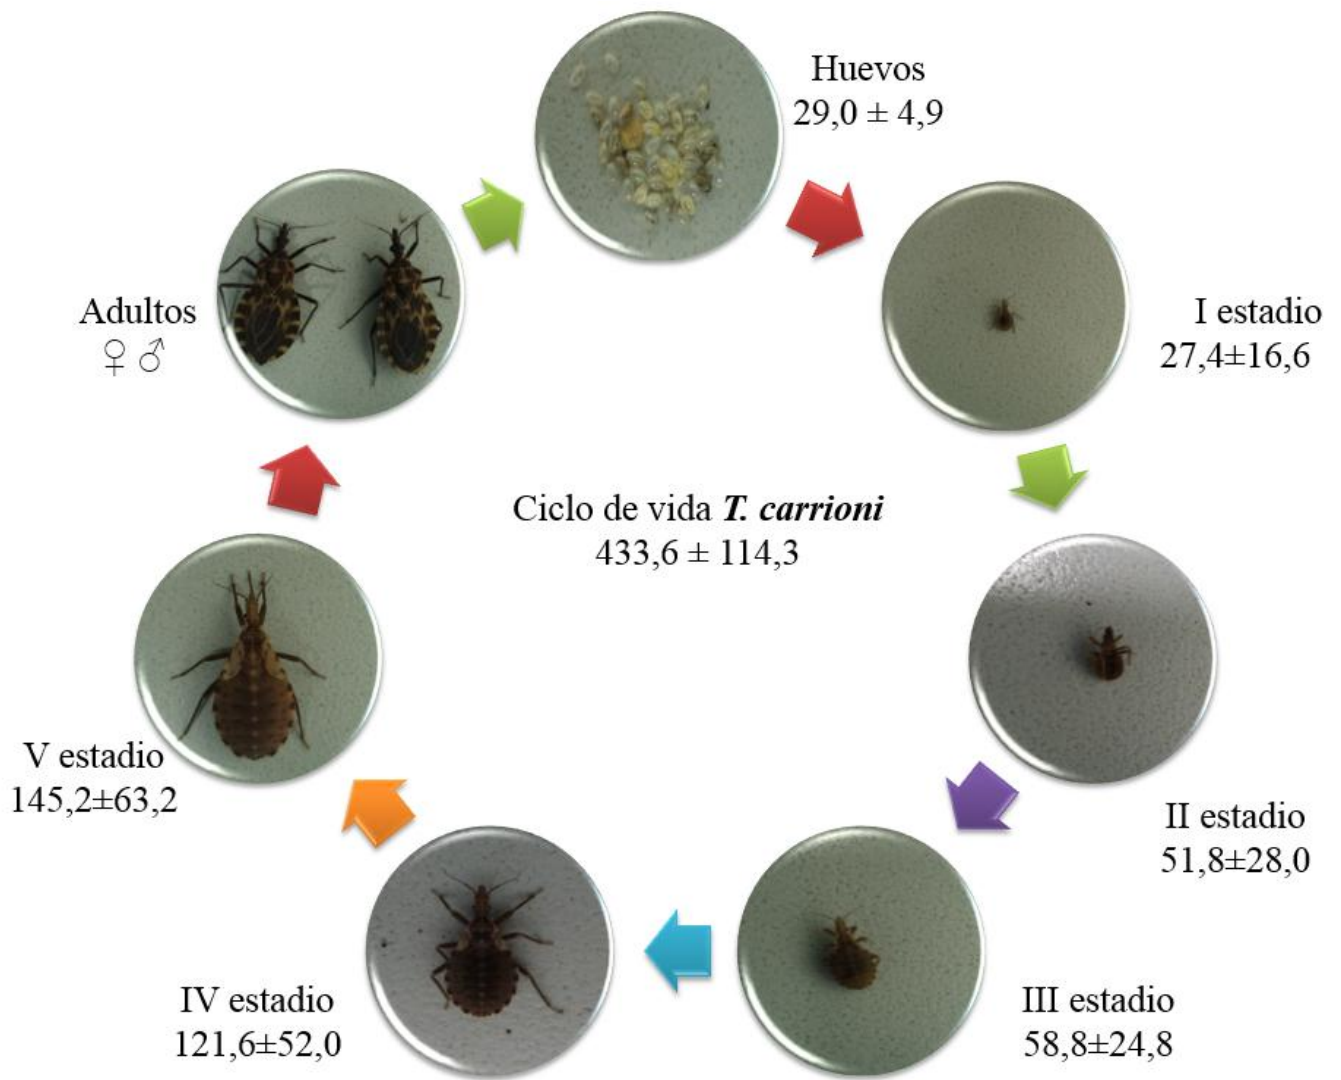 Huevos
29,0 ± 4,9
I estadio
27,4±16,6
II estadio
51,8±28,0
III estadio
58,8±24,8
IV estadio
121,6±52,0
V estadio
145,2±63,2
Adultos
♀♂
Ciclo de vida T. carrioni
433,6 ± 114,3